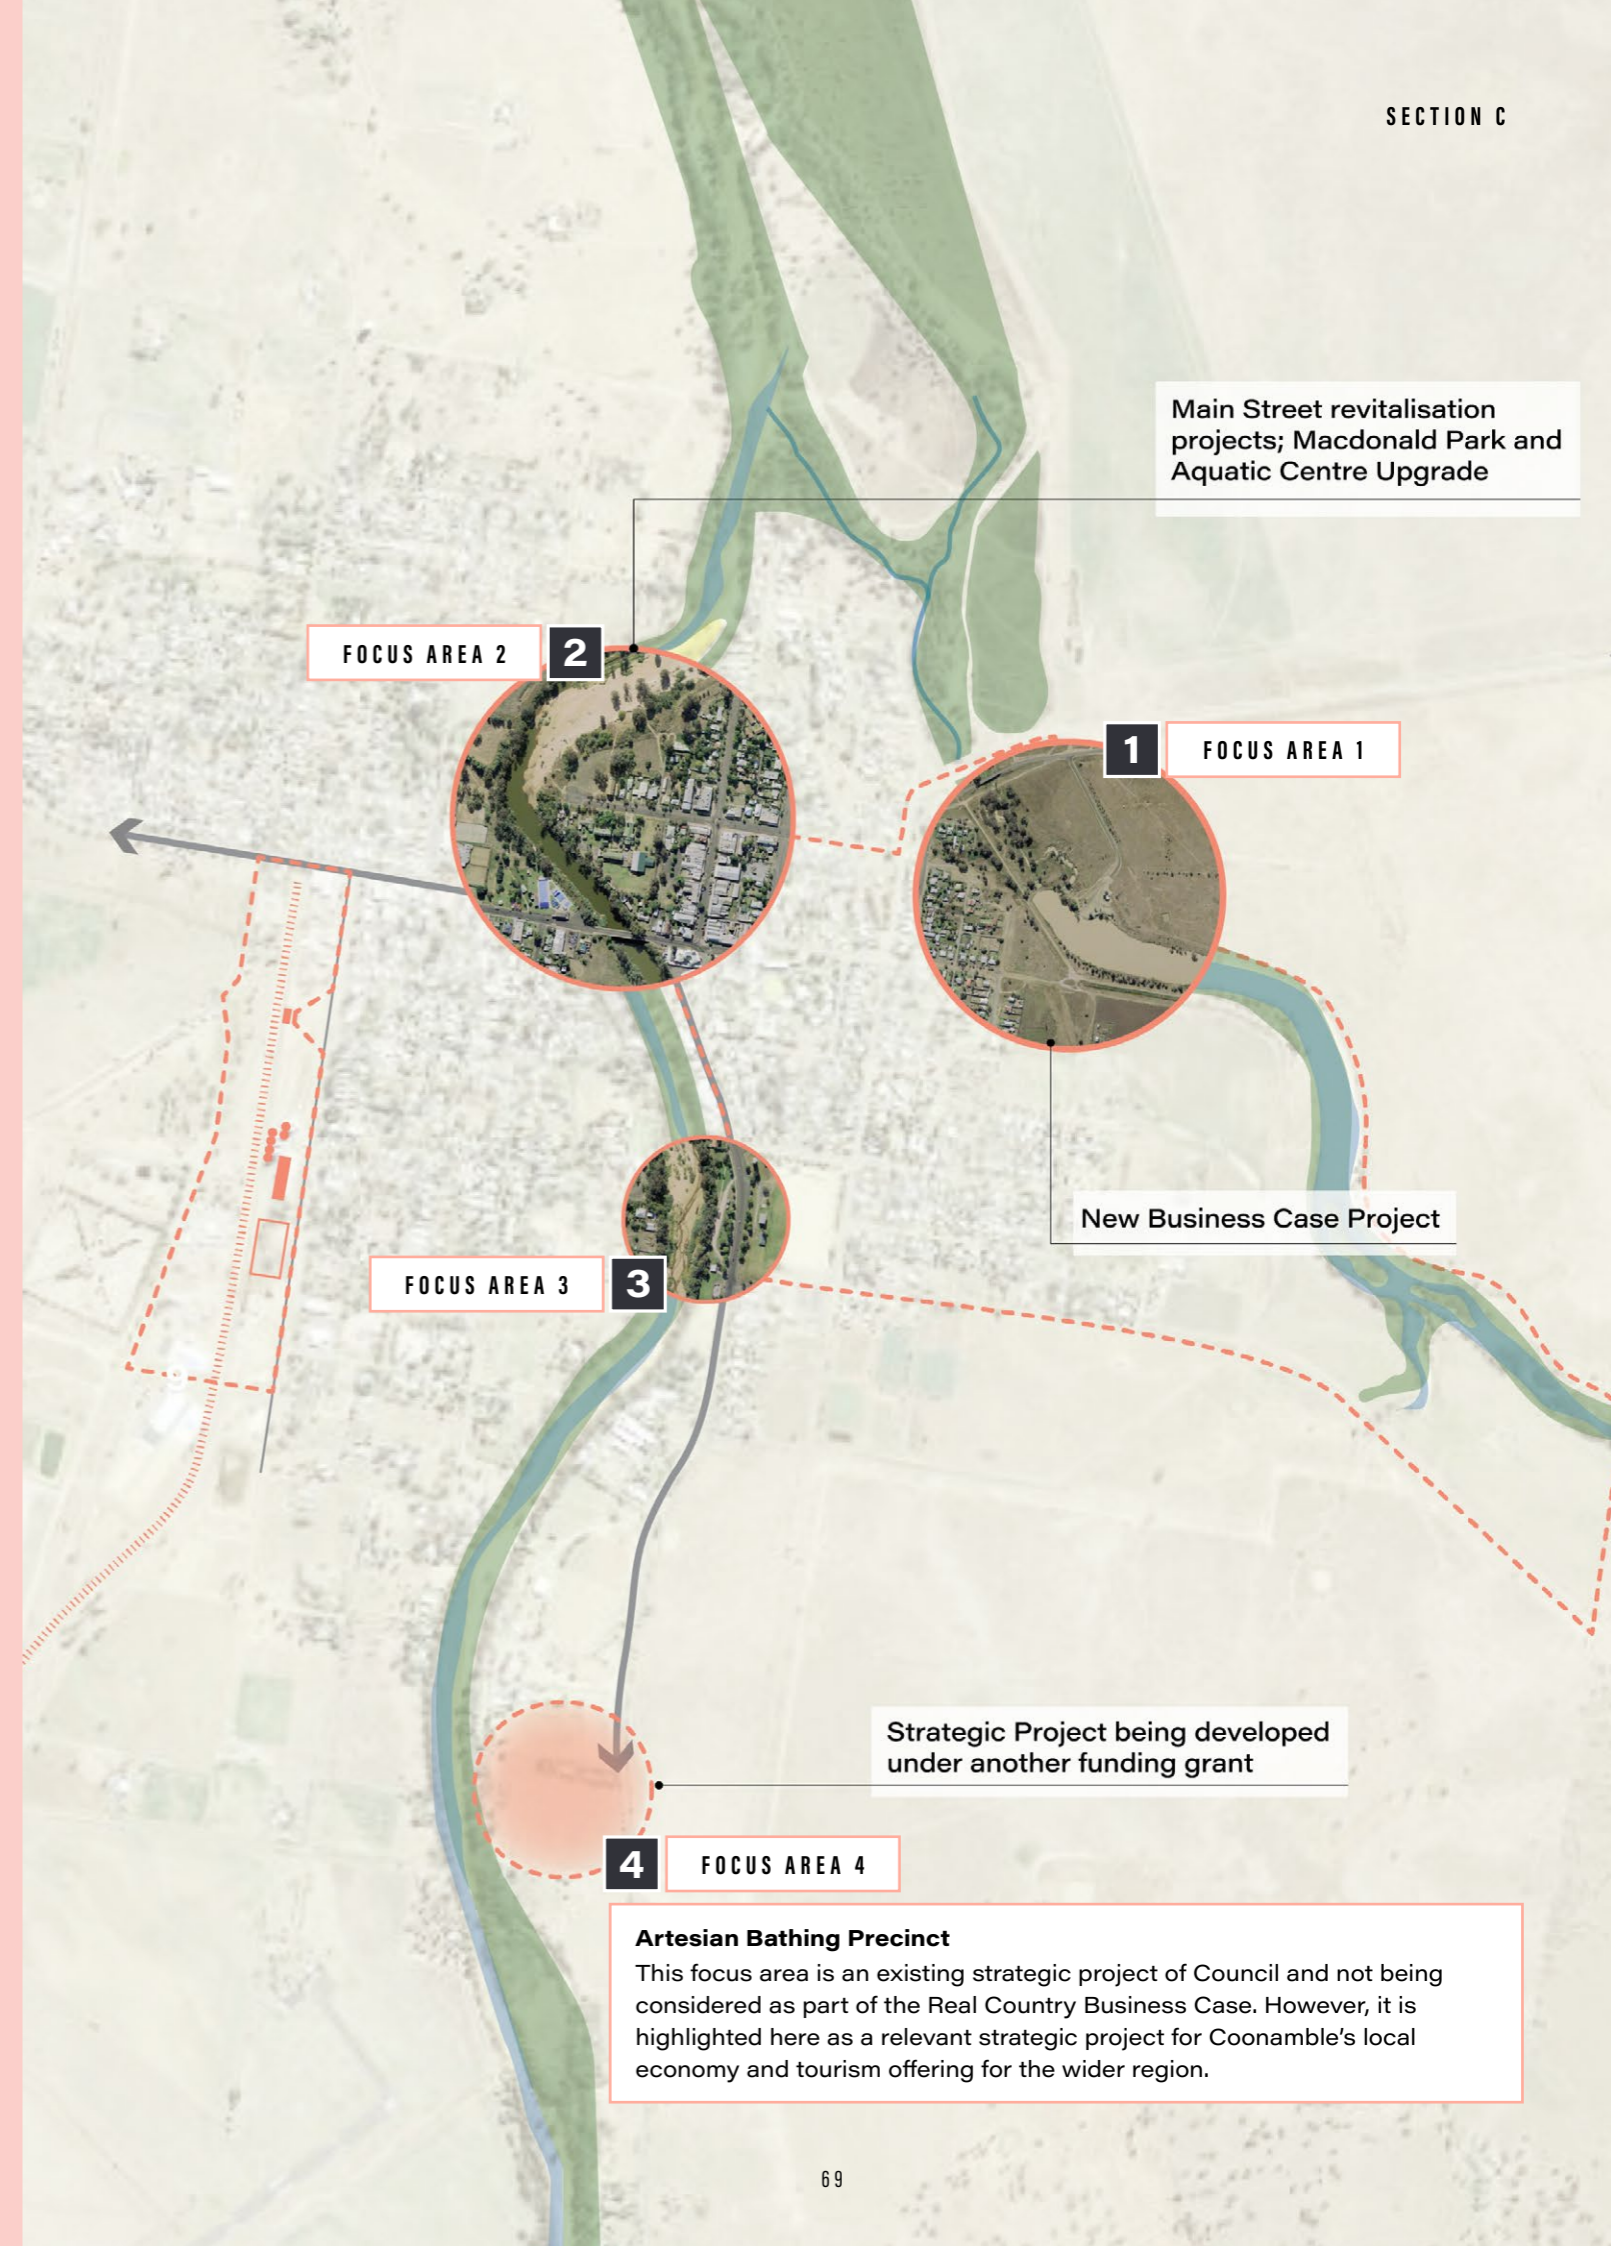 SECTION C
Main Street revitalisation
projects; Macdonald Park and
Aquatic Centre Upgrade
FOCUS AREA 2
2
1
FOCUS AREA 1
New Business Case Project
FOCUS AREA 3
3
Strategic Project being developed
under another funding grant
4
FOCUS AREA 4
Artesian Bathing Precinct
This focus area is an existing strategic project of Council and not being
considered as part of the Real Country Business Case. However, it is
highlighted here as a relevant strategic project for Coonamble’s local
economy and tourism offering for the wider region.
69